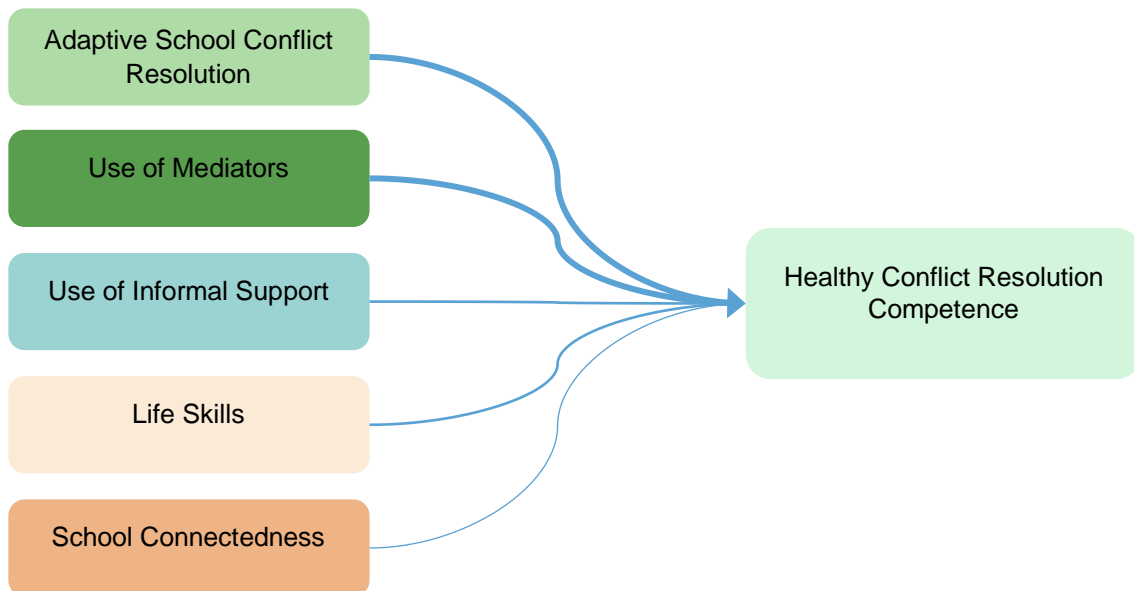 Adaptive School Conflict
Resolution
Use of Mediators
Use of Informal Support
Life Skills
School Connectedness
Healthy Conflict Resolution
Competence